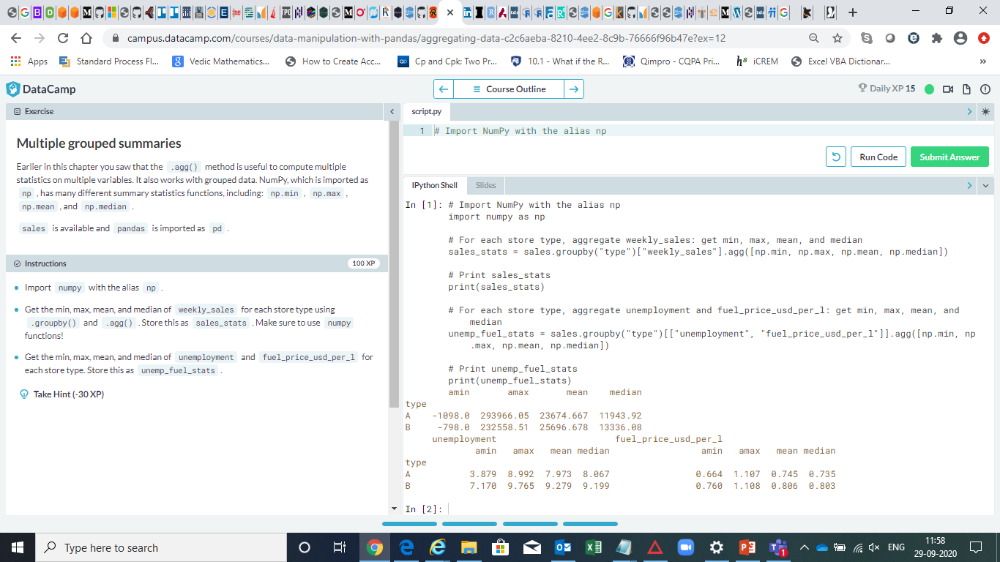 campus.datacamp.com/courses/data-manipulation-with-pandas/aggregating-data-c2c6aeba-8210-4ee2-8c9b-76666f96b47e?ex=12
Apps
Standard Process Fl...
Vedic Mathematics...
How to Create Acc...
Cp and Cpk: Two Pr...
10.1 - What if the R...
Qimpro - CQPA Pri...
iCREM
Excel VBA Dictionar...
DataCamp
Course Outline
Daily XP 15
Exercise
Multiple grouped summaries
Earlier in this chapter you saw that the .agg() method is useful to compute multiple
statistics on multiple variables. It also works with grouped data. NumPy, which is imported as
np , has many different summary statistics functions, including: np.min , np.max ,
np.mean , and np.median .
sales is available and pandas is imported as pd .
Instructions
100 XP
Import numpy with the alias np .
Get the min, max, mean, and median of weekly_sales for each store type using
.groupby() and .agg() . Store this as sales_stats . Make sure to use numpy
functions!
Get the min, max, mean, and median of unemployment and fuel_price_usd_per_l for
each store type. Store this as unemp_fuel_stats .
Take Hint (-30 XP)
script.py
1 # Import NumPy with the alias np
Run Code
Submit Answer
IPython Shell
Slides
In [1]: # Import NumPy with the alias np
import numpy as np
# For each store type, aggregate weekly_sales: get min, max, mean, and median
sales_stats = sales.groupby("type")["weekly_sales"].agg([np.min, np.max, np.mean, np.median])
# Print sales_stats
print(sales_stats)
# For each store type, aggregate unemployment and fuel_price_usd_per_l: get min, max, mean, and
median
unemp_fuel_stats = sales.groupby("type")[["unemployment", "fuel_price_usd_per_l"]].agg([np.min, np
.max, np.mean, np.median])
# Print unemp_fuel_stats
print(unemp_fuel_stats)
amin amax mean median
type
A -1098.0 293966.05 23674.667 11943.92
B -798.0 232558.51 25696.678 13336.08
unemployment fuel_price_usd_per_l
amin amax mean median amin amax mean median
type
A 3.879 8.992 7.973 8.067 0.664 1.107 0.745 0.735
B 7.170 9.765 9.279 9.199 0.760 1.108 0.806 0.803
In [2]:
Type here to search
ENG
11:58
29-09-2020